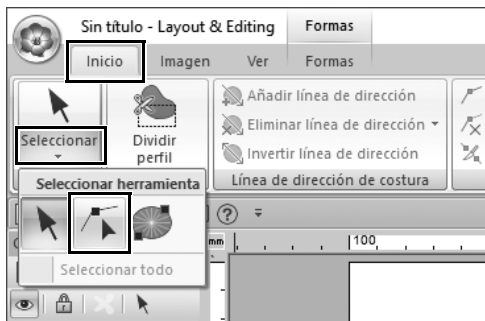 Sin título - Layout & Editing
Formas
Inicio
Imagen
Ver
Formas
Seleccionar
Dividir
perfil
Añadir línea de dirección
Eliminar línea de dirección
Invertir línea de dirección
Línea de dirección de costura
Seleccionar herramienta
Seleccionar todo
mm
100